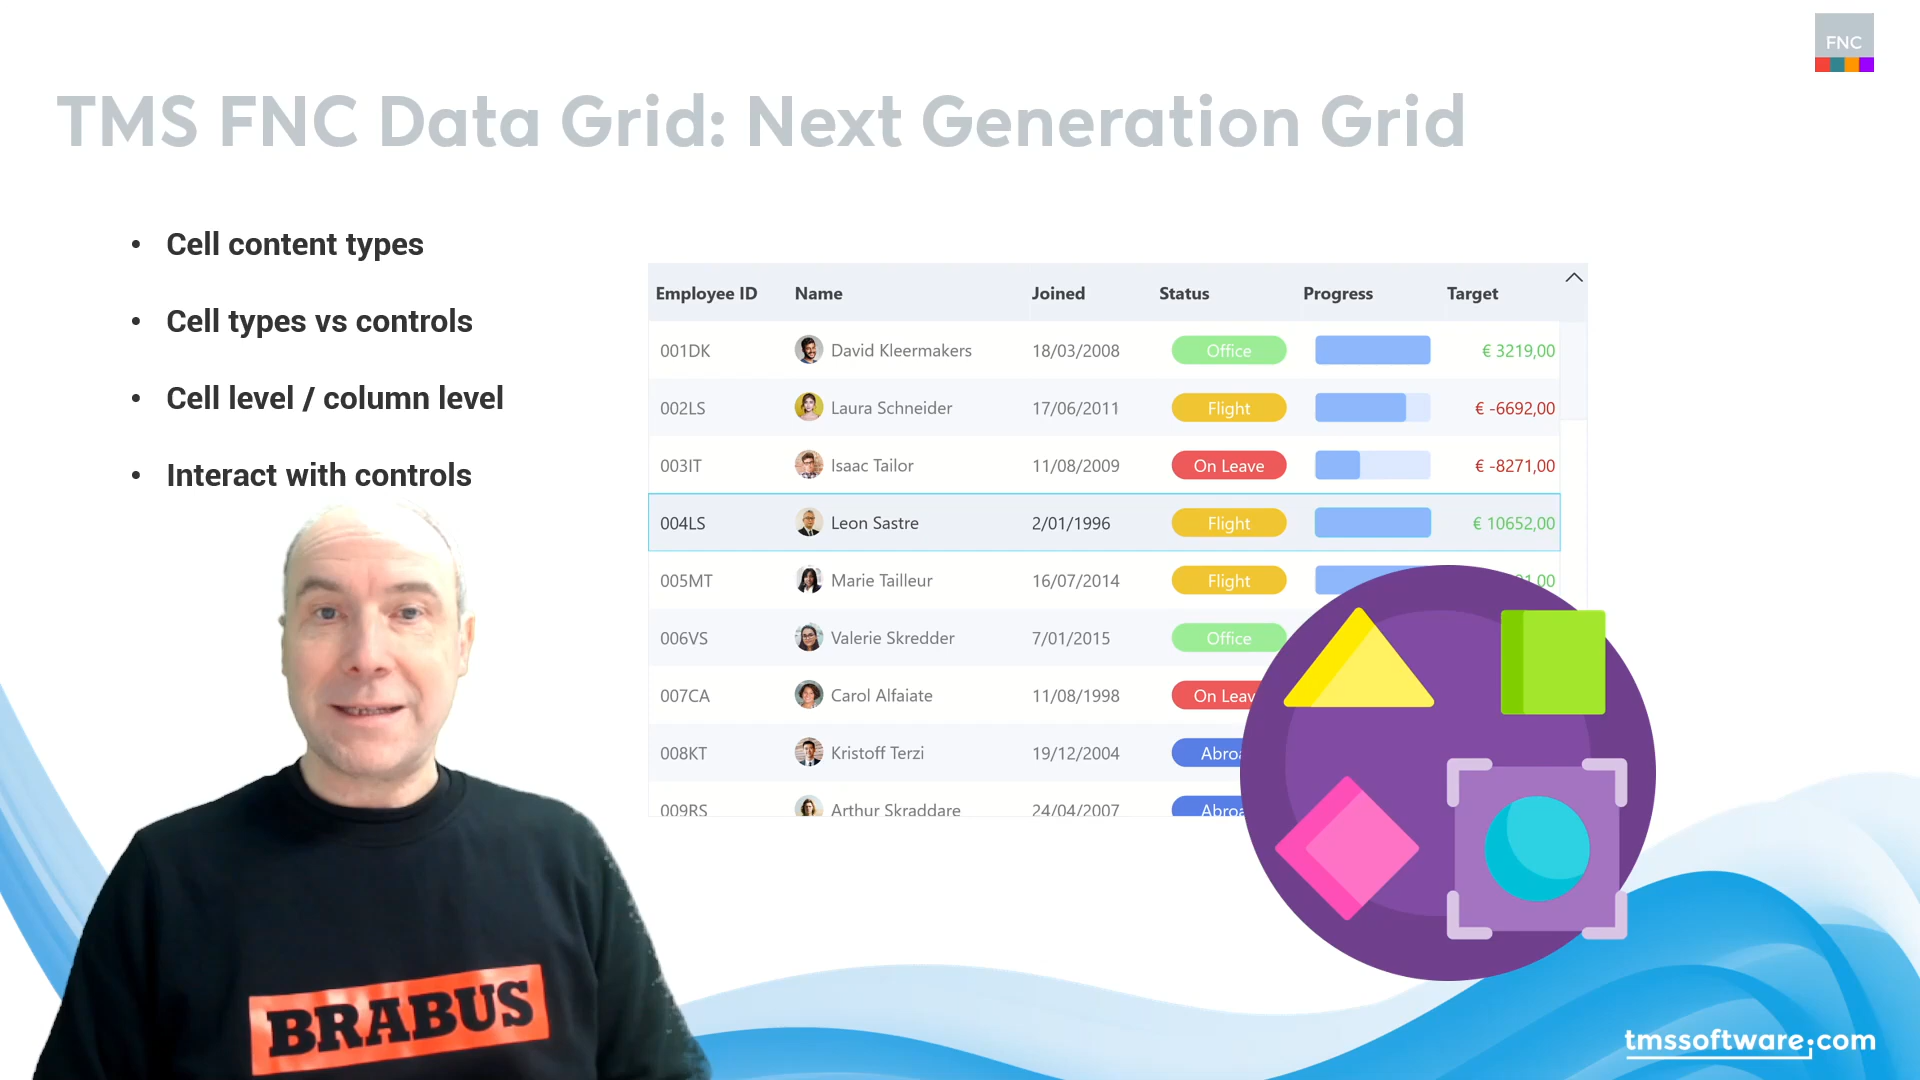 FNC
TMS FNC Data Grid: Next Generation Grid
• Cell content types
• Cell types vs controls
• Cell level / column level
• Interact with controls
Employee ID Name Joined Status Progress Target
001DK David Kleermakers 18/03/2008 Office € 3219,00
002LS Laura Schneider 17/06/2011 Flight € -6692,00
003IT Isaac Tailor 11/08/2009 On Leave € -8271,00
004LS Leon Sastre 2/01/1996 Flight € 10652,00
005MT Marie Tailleur 16/07/2014 Flight
006VS Valerie Skredder 7/01/2015 Office
007CA Carol Alfaiate 11/08/1998 On Leav
008KT Kristoff Terzi 19/12/2004 Abro
009RS Arthur Skraddare 24/04/2007 Abro
BRABUS
tmssoftware.com